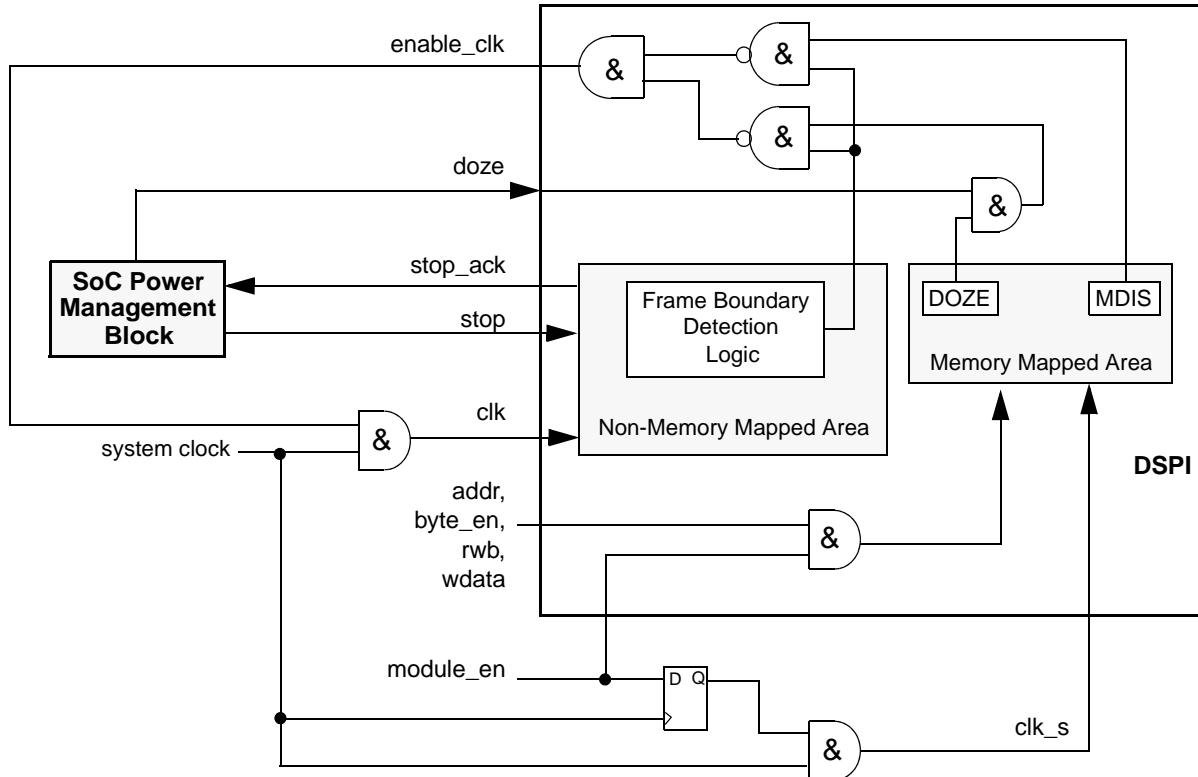 enable_clk
&
&
&
doze
&
SoC Power
Management
Block
stop_ack
stop
Frame Boundary
Detection
Logic
DOZE
MDIS
Memory Mapped Area
clk
&
system clock
Non-Memory Mapped Area
DSPI
addr,
byte_en,
rwb,
wdata
&
module_en
D Q
clk_s
&